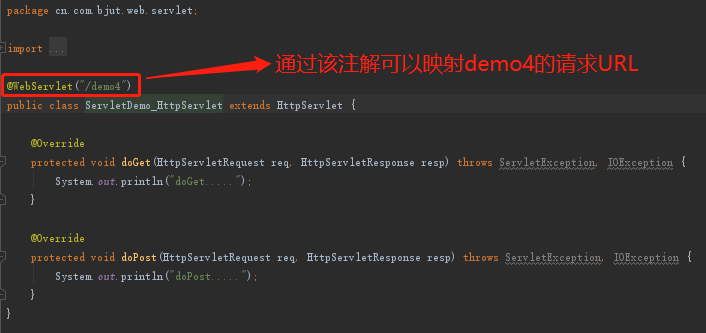 package cn.com.bjut.web.servlet;
import ...
@WebServlet("/demo4")
通过该注解可以映射demo4的请求URL
public class ServletDemo_HttpServlet extends HttpServlet {
@Override
protected void doGet(HttpServletRequest req, HttpServletResponse resp) throws ServletException, IOException {
System.out.println("doGet.....");
}
@Override
protected void doPost(HttpServletRequest req, HttpServletResponse resp) throws ServletException, IOException {
System.out.println("doPost.....");
}
}